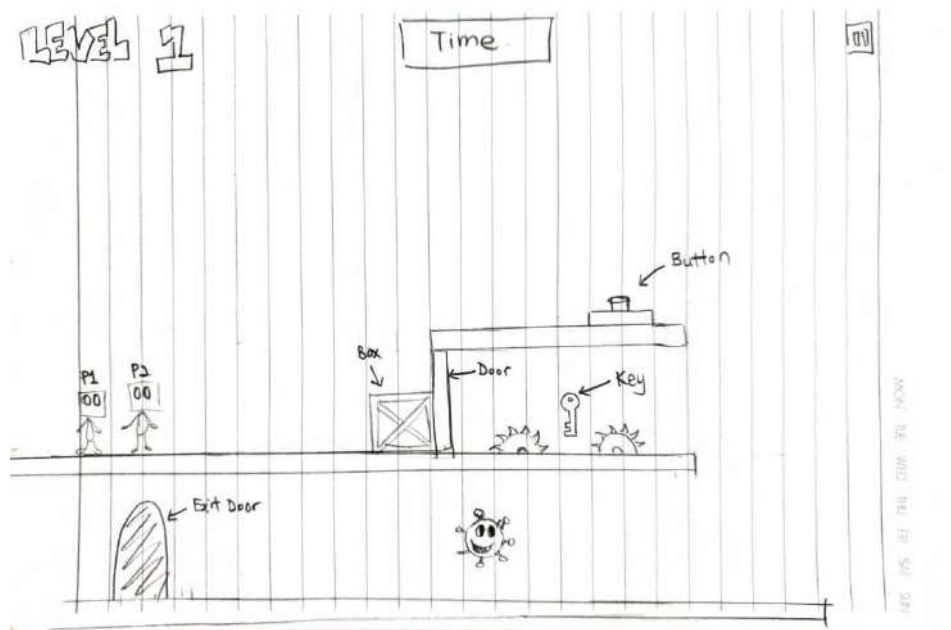 LEVEL 1
Time.
Button
Box
Door
Key
P1
P2
Exit Door
MON TUE WED THU FRI SAT SUN